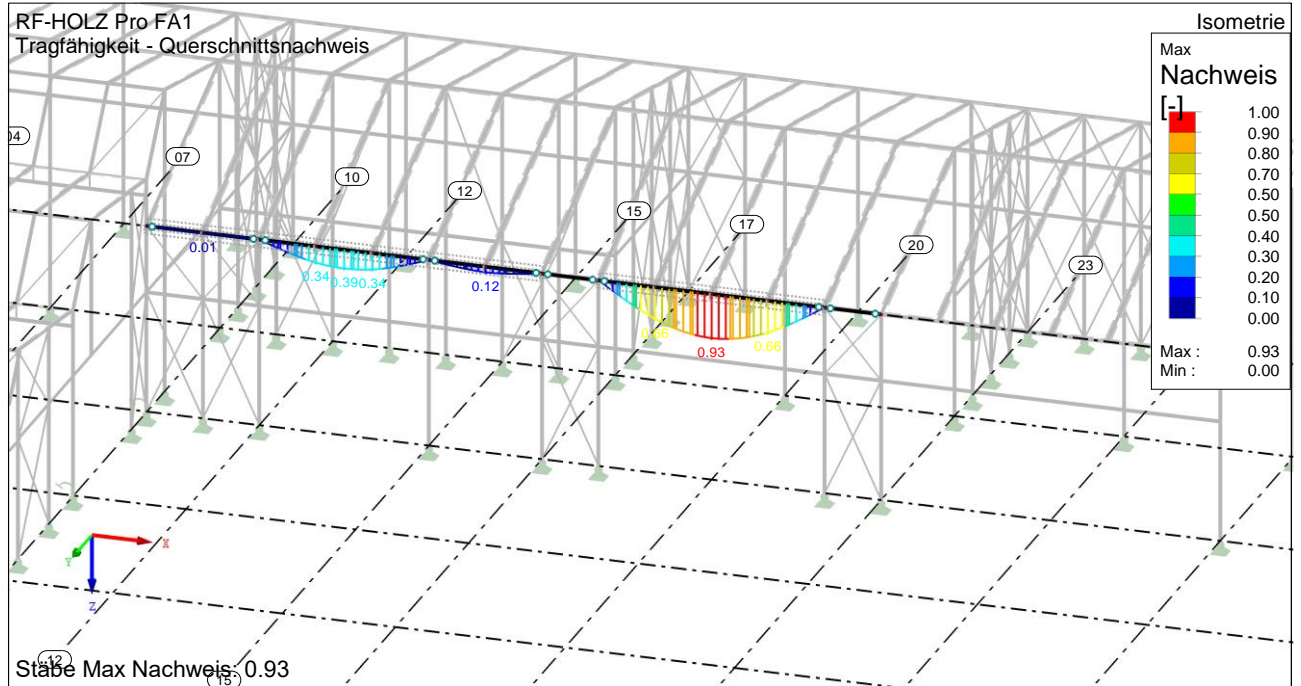 RF-HOLZ Pro FA1
Isometrie
Tragfähigkeit - Querschnittsnachweis
Max
Nachweis
[-]
1.00
0.90
0.80
0.70
0.50
0.50
0.40
0.30
0.20
0.10
0.00
Max : 0.93
Min : 0.00
04
07
10
12
15
17
20
23
0.01
0.34 0.39 0.34
0.12
0.66
0.93
0.66
X
Y
Z
12
Stäbe Max Nachweis: 0.93
15